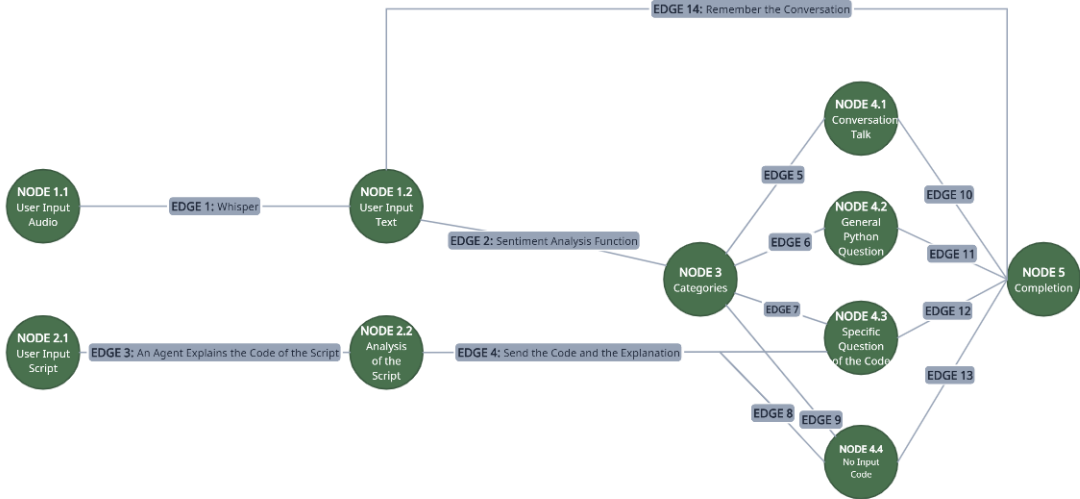 EDGE 14: Remember the Conversation
NODE 4.1
Conversation
Talk
EDGE 5
NODE 1.1
User Input
Audio
EDGE 1: Whisper
NODE 1.2
User Input
Text
EDGE 10
NODE 4.2
General
Python
Question
EDGE 2: Sentiment Analysis Function
EDGE 6
EDGE 11
NODE 3
Categories
NODE 5
Completion
EDGE 7
EDGE 12
NODE 4.3
Specific
Question
of the Code
NODE 2.1
User Input
Script
EDGE 3: An Agent Explains the Code of the Script
NODE 2.2
Analysis
of the
Script
EDGE 4: Send the Code and the Explanation
EDGE 13
EDGE 8
EDGE 9
NODE 4.4
No Input
Code